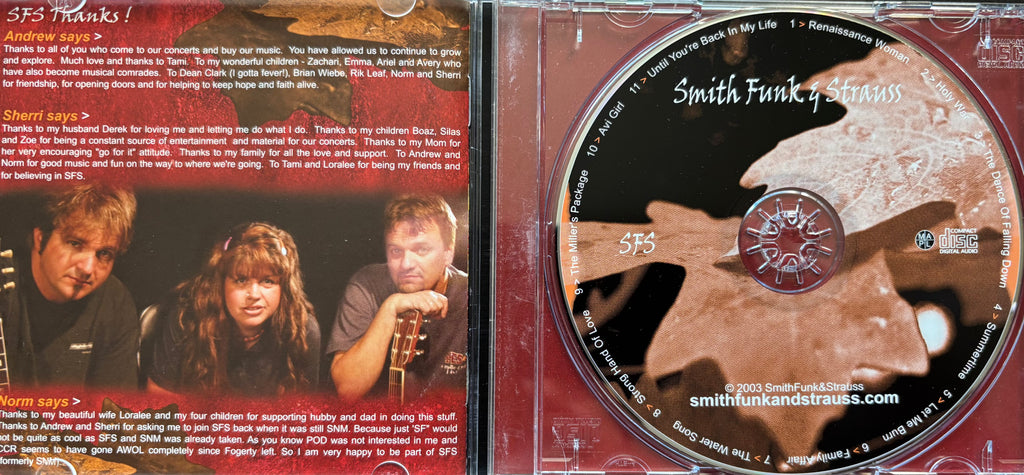 SFS Thanks!
Andrew says >
Thanks to all of you who come to our concerts and buy our music. You have allowed us to continue to grow
and explore. Much love and thanks to Tami. To my wonderful children - Zachari, Emma, Ariel and Avery who
have also become musical comrades. To Dean Clark (I gotta fever!), Brian Wiebe, Rik Leaf, Norm and Sherri
for friendship, for opening doors and for helping to keep hope and faith alive.
Sherri says >
Thanks to my husband Derek for loving me and letting me do what I do. Thanks to my children Boaz, Silas
and Zoe for being a constant source of entertainment and material for our concerts. Thanks to my Mom for
her very encouraging "go for it" attitude. Thanks to my family for all the love and support. To Andrew and
Norm for good music and fun on the way to where we're going. To Tami and Loralee for being my friends and
for believing in SFS.
Norm says >
Thanks to my beautiful wife Loralee and my four children for supporting hubby and dad in doing this stuff.
Thanks to Andrew and Sherri for asking me to join SFS back when it was still SNM. Because just "SF" would
not be quite as cool as SFS and SNM was already taken. As you know POD was not interested in me and
CCR seems to have gone AWOL completely since Fogerty left. So I am very happy to be part of SFS
(formerly SMIT
Smith Funk & Strauss
SFS
MAPL
COMPACT
disc
DIGITAL AUDIO
1 > Renaissance Woman
2 > Holy War
3 > The Dence Of Falling Down
4 > Summertime
5 > Let Me Burn
6 > Family Affair
7 > The Water Song
8 > Strong Hand Of Love
9 > The Miller's Package
10 > Avi Girl
11 > Until You're Back In My Life
© 2003 SmithFunk&Strauss
smithfunkandstrauss.com